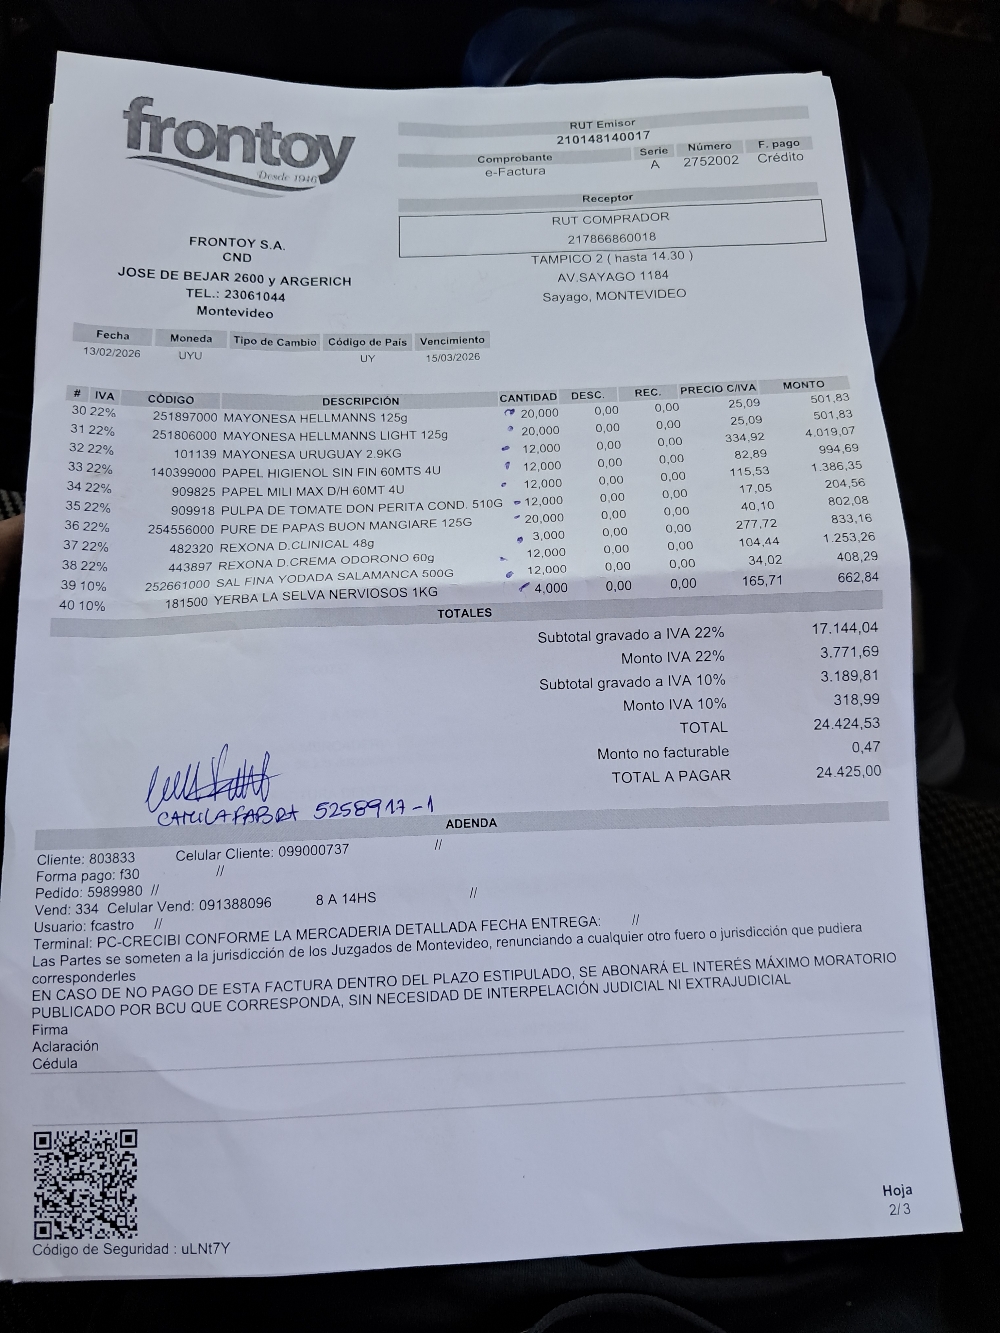 frontoy
Desde 1946
RUT Emisor
210148140017
Comprobante Serie Número F. pago
e-Factura A 2752002 Crédito
Receptor
RUT COMPRADOR
217866860018
TAMPICO 2 ( hasta 14.30 )
AV.SAYAGO 1184
Sayago, MONTEVIDEO
FRONTOY S.A.
CND
JOSE DE BEJAR 2600 y ARGERICH
TEL.: 23061044
Montevideo
Fecha Moneda Tipo de Cambio Código de País Vencimiento
13/02/2026 UYU UY 15/03/2026
# IVA CÓDIGO DESCRIPCIÓN CANTIDAD DESC. REC. PRECIO C/IVA MONTO
30 22% 251897000 MAYONESA HELLMANNS 125g 20,000 0,00 0,00 25,09 501,83
31 22% 251806000 MAYONESA HELLMANNS LIGHT 125g 20,000 0,00 0,00 25,09 501,83
32 22% 101139 MAYONESA URUGUAY 2.9KG 12,000 0,00 0,00 334,92 4.019,07
33 22% 140399000 PAPEL HIGIENOL SIN FIN 60MTS 4U 12,000 0,00 0,00 82,89 994,69
34 22% 909825 PAPEL MILI MAX D/H 60MT 4U 12,000 0,00 0,00 115,53 1.386,35
35 22% 909918 PULPA DE TOMATE DON PERITA COND. 510G 12,000 0,00 0,00 17,05 204,56
36 22% 254556000 PURE DE PAPAS BUON MANGIARE 125G 20,000 0,00 0,00 40,10 802,08
37 22% 482320 REXONA D.CLINICAL 48g 3,000 0,00 0,00 277,72 833,16
38 22% 443897 REXONA D.CREMA ODORONO 60g 12,000 0,00 0,00 104,44 1.253,26
39 10% 252661000 SAL FINA YODADA SALAMANCA 500G 12,000 0,00 0,00 34,02 408,29
40 10% 181500 YERBA LA SELVA NERVIOSOS 1KG 4,000 0,00 0,00 165,71 662,84
TOTALES
Subtotal gravado a IVA 22% 17.144,04
Monto IVA 22% 3.771,69
Subtotal gravado a IVA 10% 3.189,81
Monto IVA 10% 318,99
TOTAL 24.424,53
Monto no facturable 0,47
TOTAL A PAGAR 24.425,00
CAMILA FABRA 5258917-1
ADENDA
Cliente: 803833 Celular Cliente: 099000737 //
Forma pago: f30 //
Pedido: 5989980 //
Vend: 334 Celular Vend: 091388096 8 A 14HS //
Usuario: fcastro //
Terminal: PC-CRECIBI CONFORME LA MERCADERIA DETALLADA FECHA ENTREGA: //
Las Partes se someten a la jurisdicción de los Juzgados de Montevideo, renunciando a cualquier otro fuero o jurisdicción que pudiera
corresponderles
EN CASO DE NO PAGO DE ESTA FACTURA DENTRO DEL PLAZO ESTIPULADO, SE ABONARÁ EL INTERÉS MÁXIMO MORATORIO
PUBLICADO POR BCU QUE CORRESPONDA, SIN NECESIDAD DE INTERPELACIÓN JUDICIAL NI EXTRAJUDICIAL
Firma
Aclaración
Cédula
Código de Seguridad : uLNt7Y
Hoja
2/3